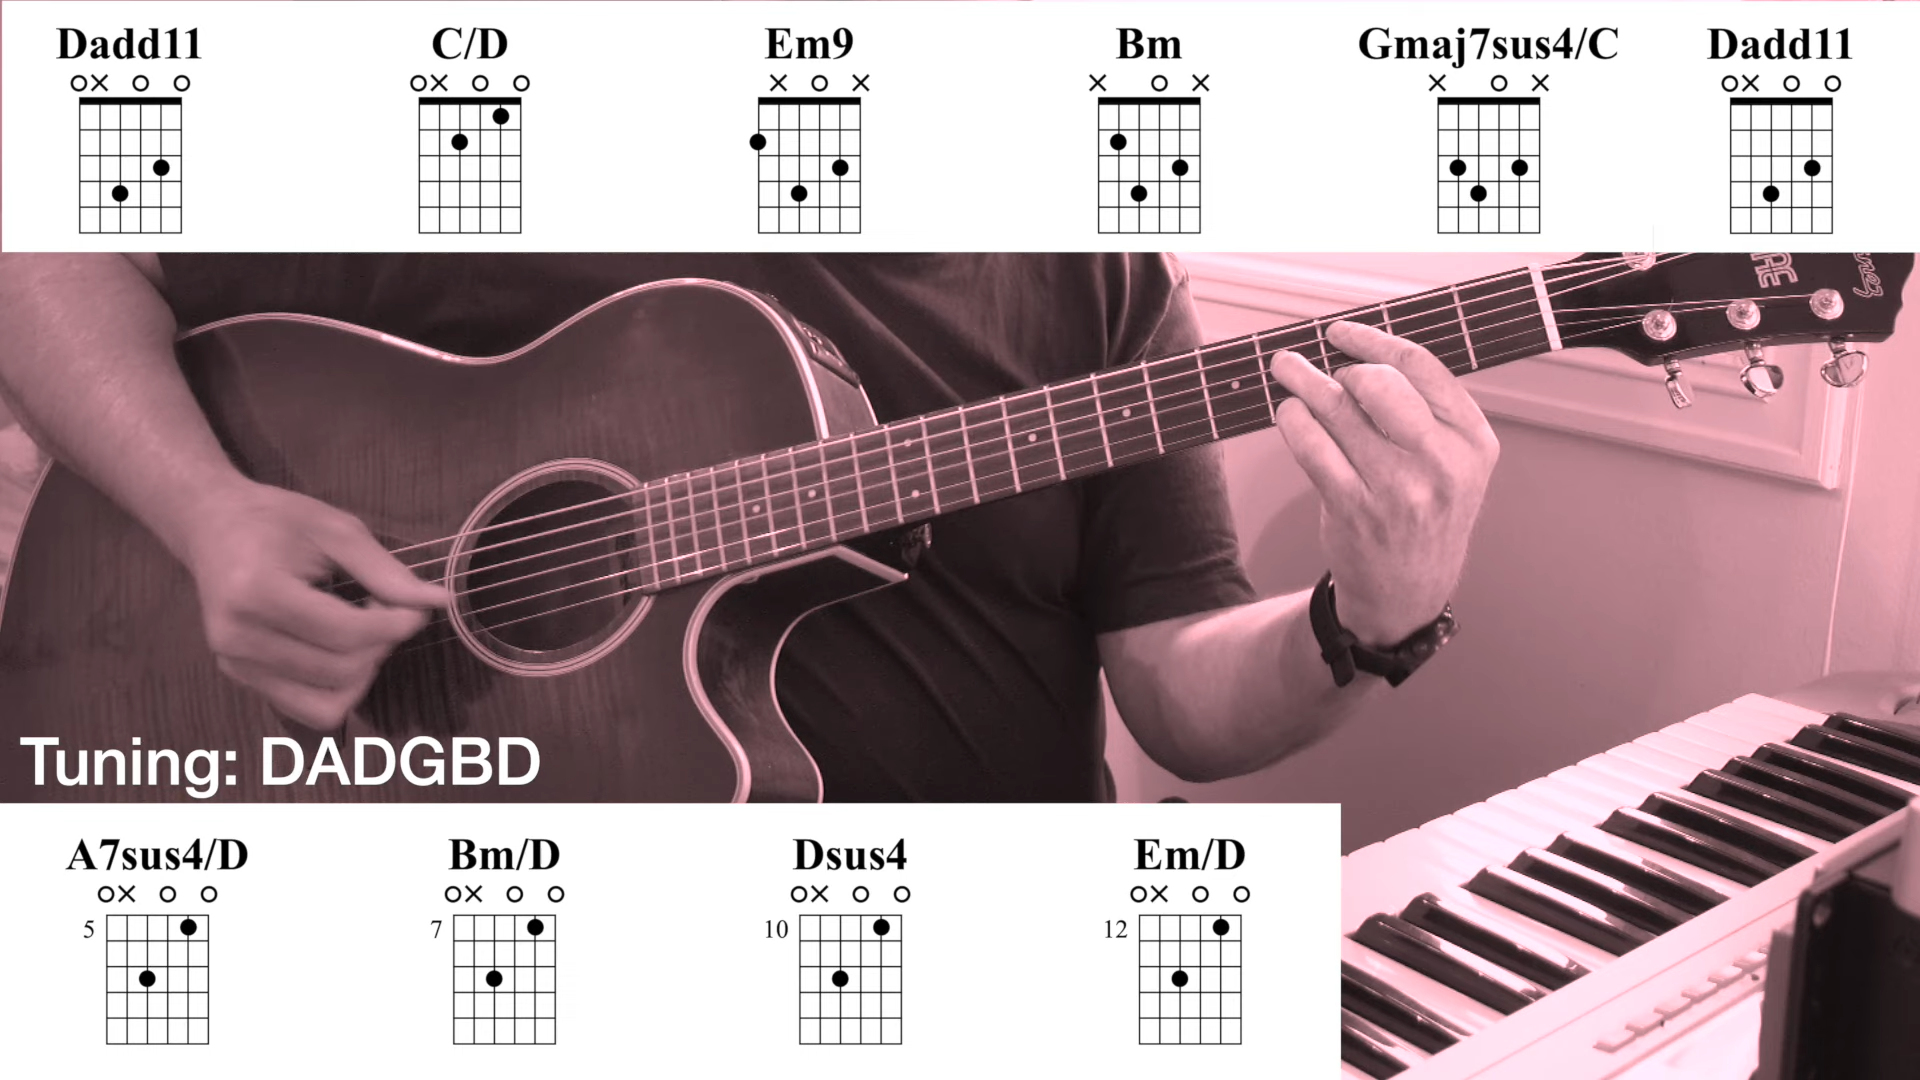 Dadd11 C/D Em9 Bm Gmaj7sus4/C Dadd11
Tuning: DADGBD
A7sus4/D Bm/D Dsus4 Em/D
5 7 10 12